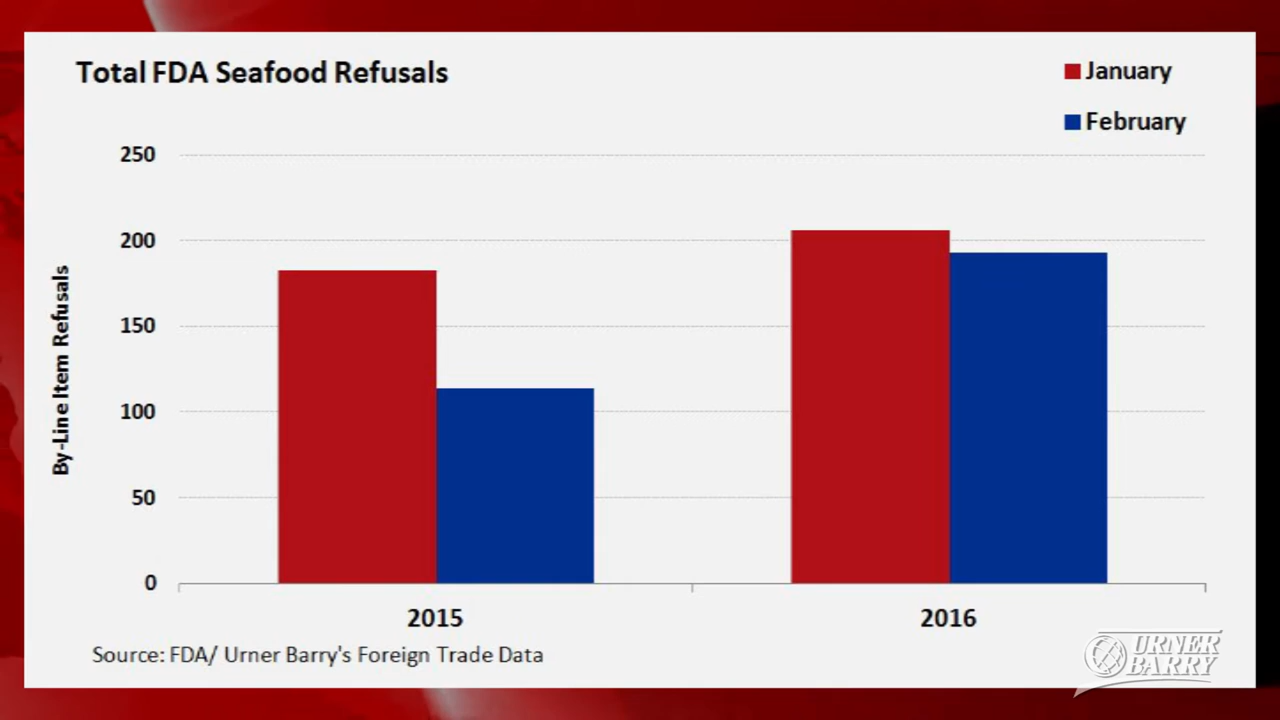 Total FDA Seafood Refusals
January
February
250
200
150
100
50
0
By-Line Item Refusals
2015
2016
Source: FDA/ Urner Barry's Foreign Trade Data
URNER
BARRY